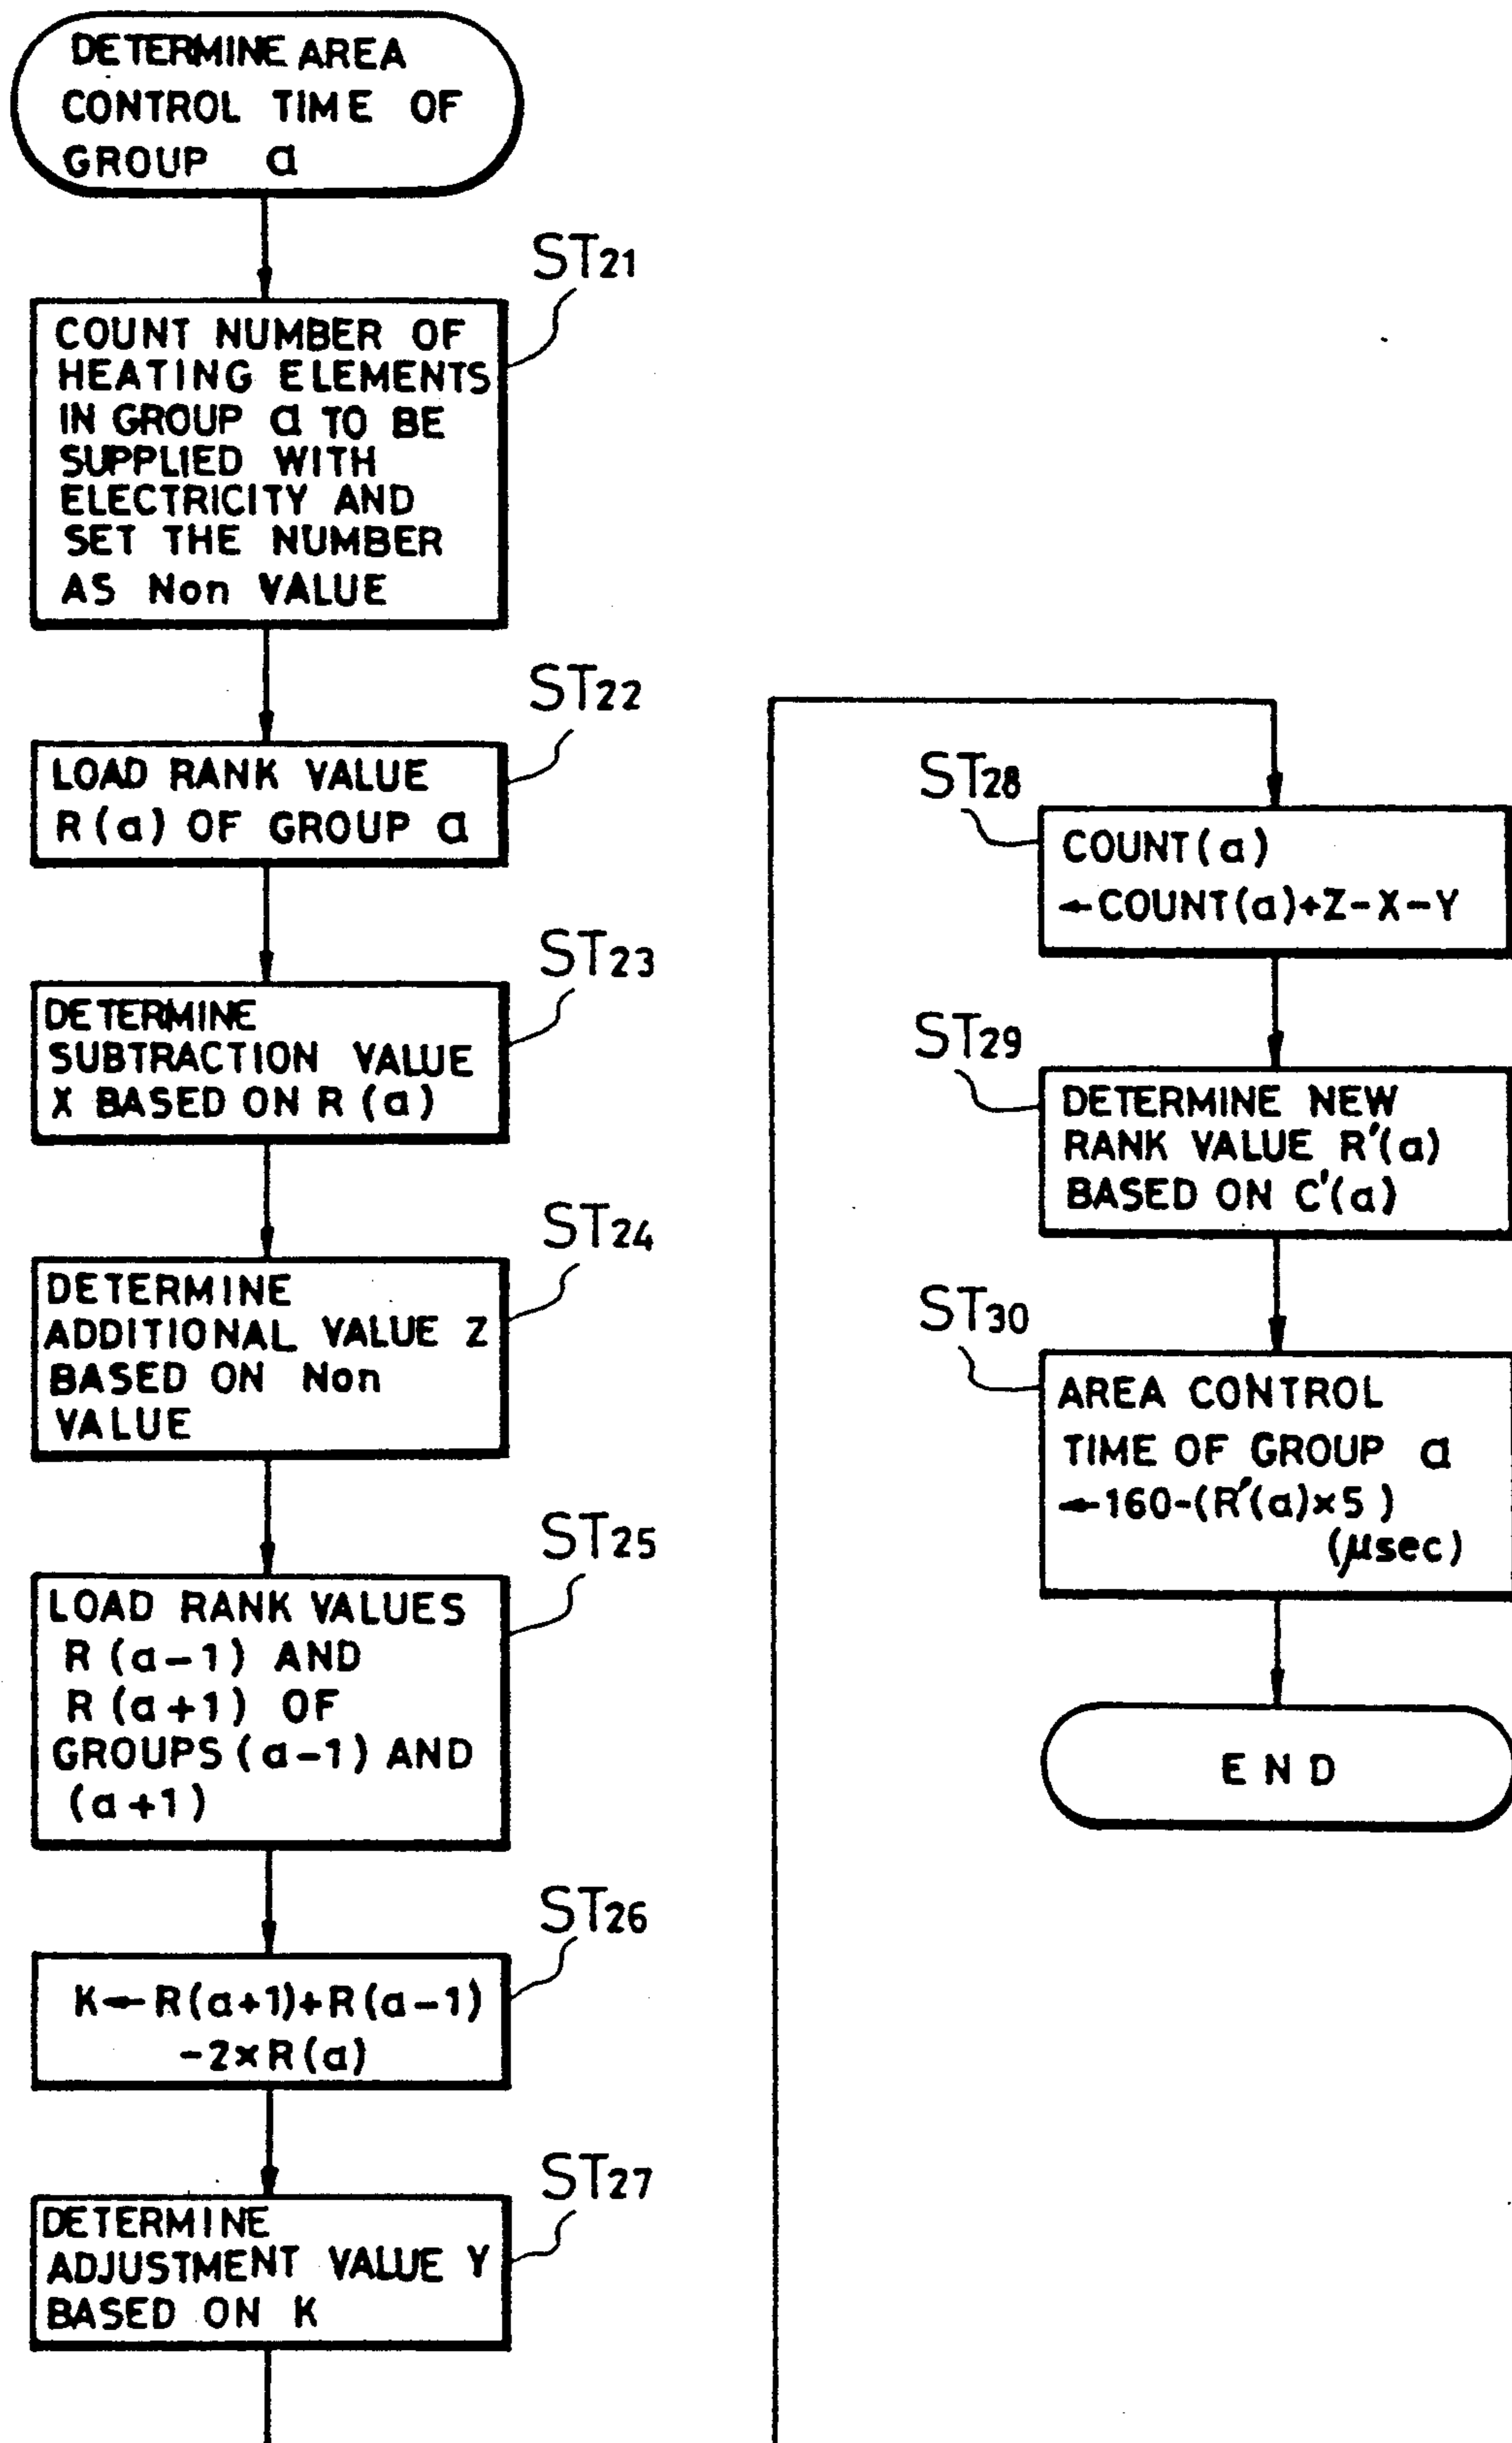 DETERMINE AREA
CONTROL TIME OF
GROUP a
ST21
COUNT NUMBER OF
HEATING ELEMENTS
IN GROUP a TO BE
SUPPLIED WITH
ELECTRICITY AND
SET THE NUMBER
AS Non VALUE
ST22
LOAD RANK VALUE
R(a) OF GROUP a
ST23
DETERMINE
SUBTRACTION VALUE
X BASED ON R(a)
ST24
DETERMINE
ADDITIONAL VALUE Z
BASED ON Non
VALUE
ST25
LOAD RANK VALUES
R(a-1) AND
R(a+1) OF
GROUPS(a-1) AND
(a+1)
ST26
K←R(a+1)+R(a-1)
-2×R(a)
ST27
DETERMINE
ADJUSTMENT VALUE Y
BASED ON K
ST28
COUNT(a)
←COUNT(a)+Z-X-Y
ST29
DETERMINE NEW
RANK VALUE R'(a)
BASED ON C'(a)
ST30
AREA CONTROL
TIME OF GROUP a
←160-(R'(a)×5)
(μsec)
END